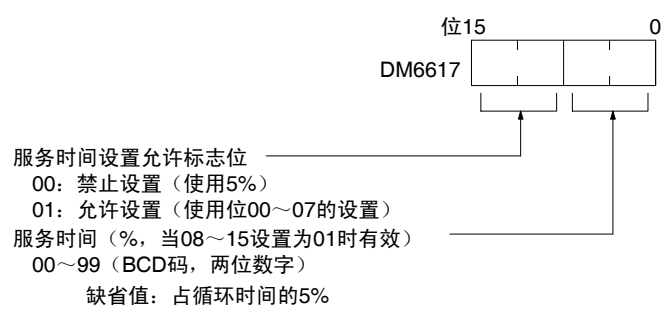 位15 0
DM6617
服务时间设置允许标志位
00：禁止设置（使用5%）
01：允许设置（使用位00～07的设置）
服务时间（%，当08～15设置为01时有效）
00～99（BCD码，两位数字）
缺省值：占循环时间的5%